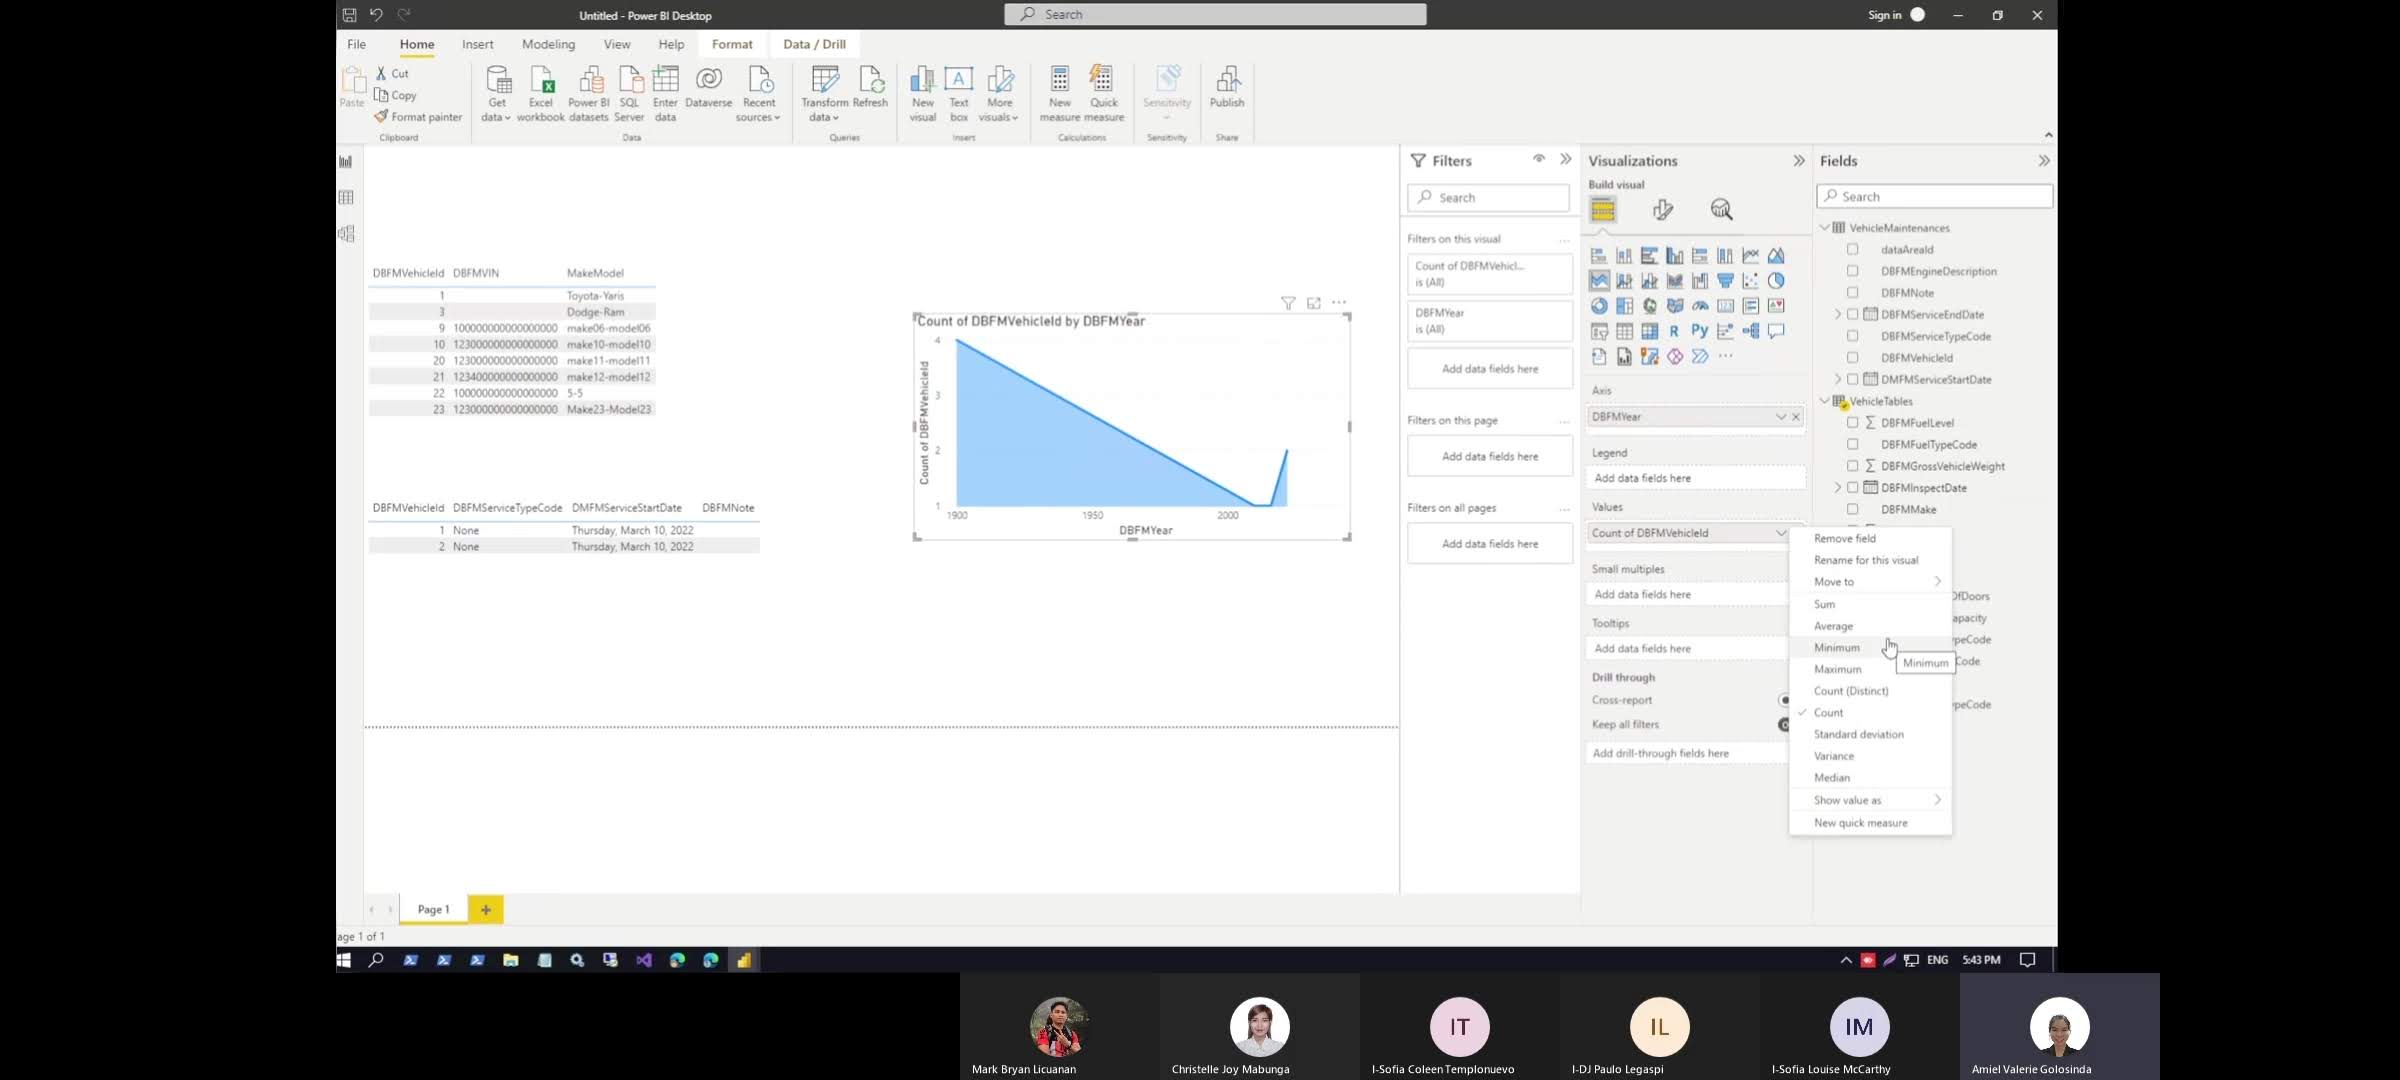 Untitled - Power BI Desktop
Search
Sign in
File
Home
Insert
Modeling
View
Help
Format
Data / Drill
Paste
Cut
Copy
Format painter
Clipboard
Get data
Excel workbook
Power BI datasets
SQL Server
Enter data
Dataverse
Recent sources
Data
Transform data
Refresh
Queries
New visual
Text box
More visuals
Insert
New measure
Quick measure
Calculations
Sensitivity
Sensitivity
Publish
Share
DBFMVehicleId DBFMVIN MakeModel
1 Toyota-Yaris
3 Dodge-Ram
9 100000000000000000 make06-model06
10 123000000000000000 make10-model10
20 123000000000000000 make11-model11
21 123400000000000000 make12-model12
22 100000000000000000 5-5
23 123000000000000000 Make23-Model23
DBFMVehicleId DBFMServiceTypeCode DMFMServiceStartDate DBFMNote
1 None Thursday, March 10, 2022
2 None Thursday, March 10, 2022
Count of DBFMVehicleId by DBFMYear
Count of DBFMVehicleId
4
3
2
1
1900 1950 2000
DBFMYear
Filters
Search
Filters on this visual
Count of DBFMVehicl...
is (All)
DBFMYear
is (All)
Add data fields here
Filters on this page
Add data fields here
Filters on all pages
Add data fields here
Visualizations
Build visual
R
Py
123
Axis
DBFMYear
Legend
Add data fields here
Values
Count of DBFMVehicleId
Small multiples
Add data fields here
Tooltips
Add data fields here
Drill through
Cross-report
Keep all filters
Add drill-through fields here
Fields
Search
VehicleMaintenances
dataAreaId
DBFMEngineDescription
DBFMNote
DBFMServiceEndDate
DBFMServiceTypeCode
DBFMVehicleId
DMFMServiceStartDate
VehicleTables
DBFMFuelLevel
DBFMFuelTypeCode
DBFMGrossVehicleWeight
DBFMInspectDate
DBFMMake
OfDoors
apacity
ypeCode
Code
ypeCode
Remove field
Rename for this visual
Move to
Sum
Average
Minimum
Minimum
Maximum
Count (Distinct)
Count
Standard deviation
Variance
Median
Show value as
New quick measure
Page 1
age 1 of 1
ENG
5:43 PM
IT
IL
IM
Mark Bryan Licuanan
Christelle Joy Mabunga
I-Sofia Coleen Templonuevo
I-DJ Paulo Legaspi
I-Sofia Louise McCarthy
Amiel Valerie Golosinda